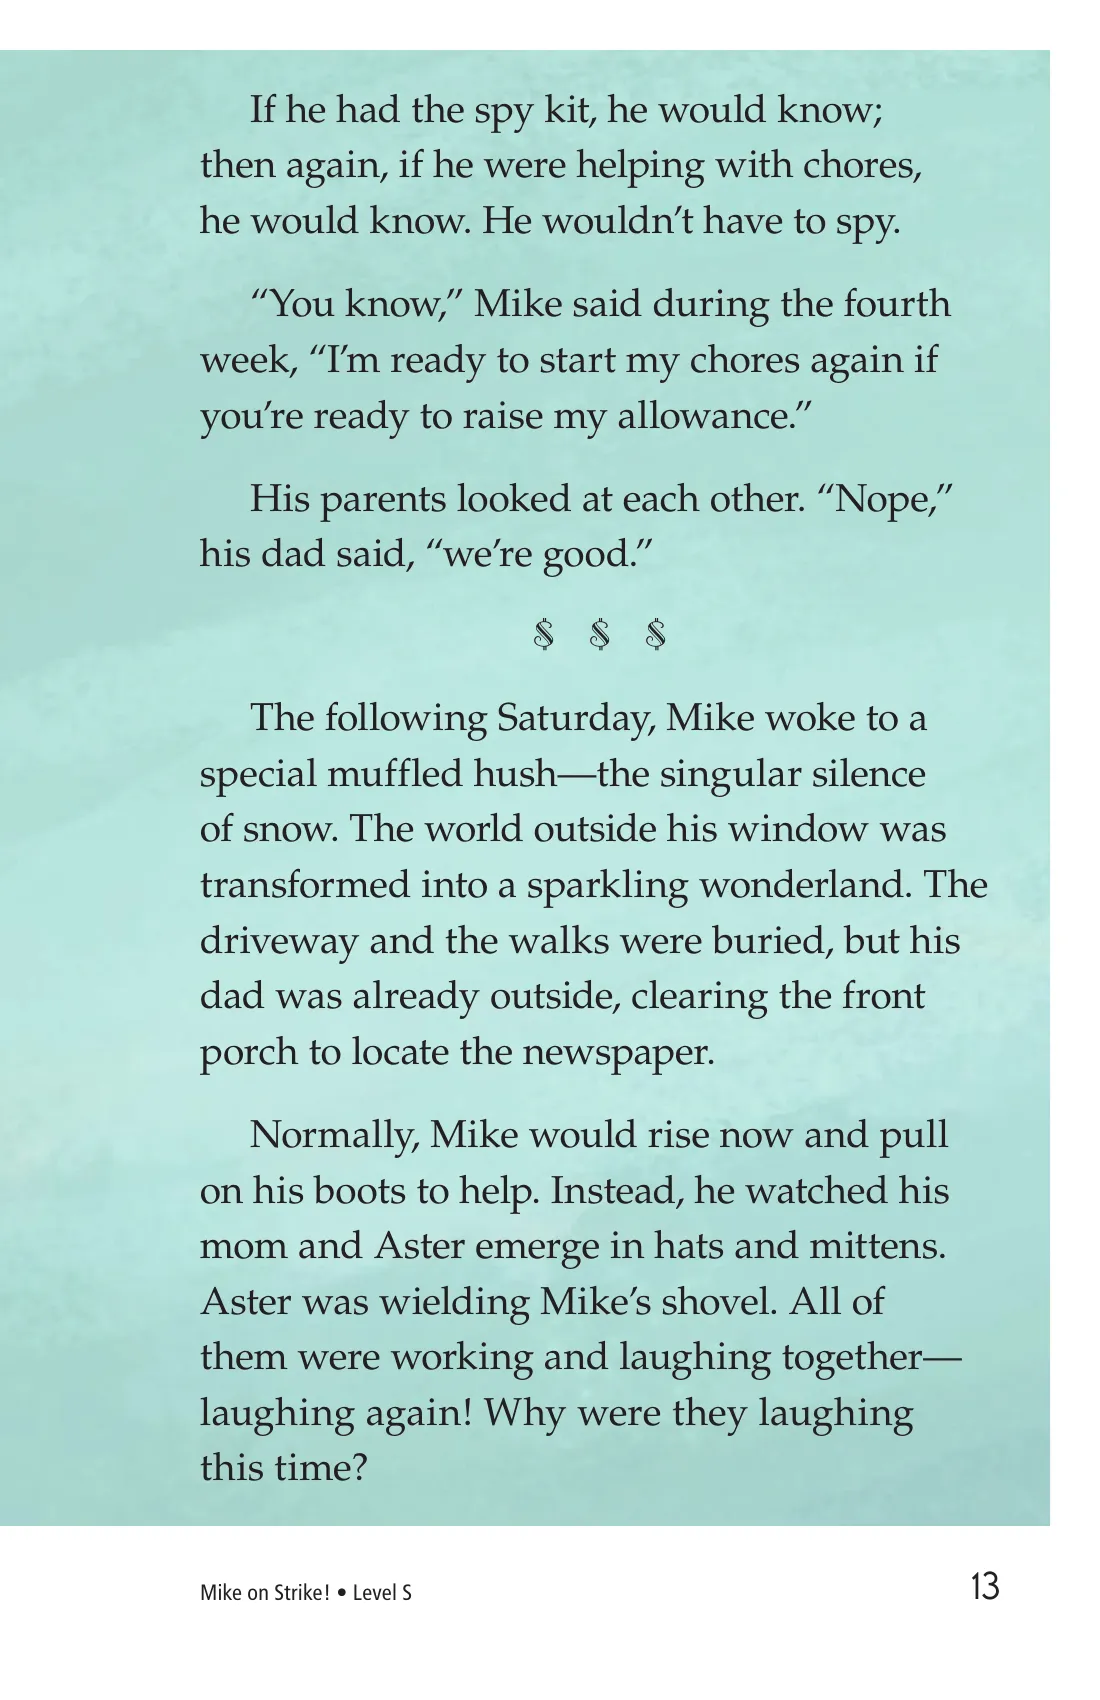 If he had the spy kit, he would know;
then again, if he were helping with chores,
he would know. He wouldn’t have to spy.
“You know,” Mike said during the fourth
week, “I’m ready to start my chores again if
you’re ready to raise my allowance.”
His parents looked at each other. “Nope,”
his dad said, “we’re good.”
$ $ $
The following Saturday, Mike woke to a
special muffled hush—the singular silence
of snow. The world outside his window was
transformed into a sparkling wonderland. The
driveway and the walks were buried, but his
dad was already outside, clearing the front
porch to locate the newspaper.
Normally, Mike would rise now and pull
on his boots to help. Instead, he watched his
mom and Aster emerge in hats and mittens.
Aster was wielding Mike’s shovel. All of
them were working and laughing together—
laughing again! Why were they laughing
this time?
Mike on Strike! • Level S
13